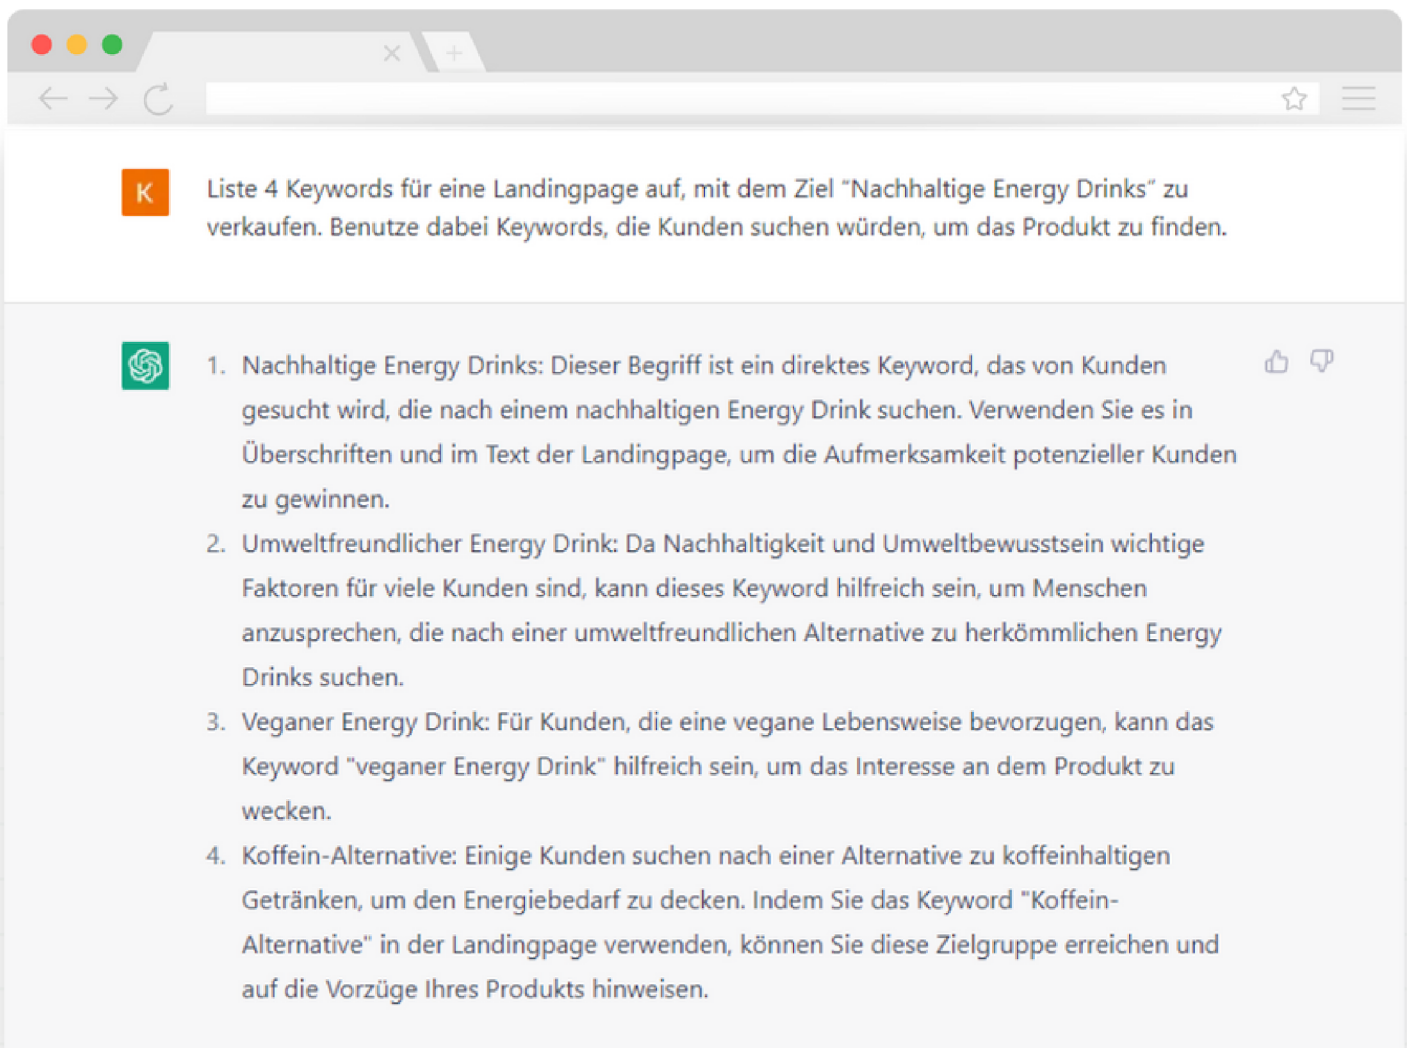 K
Liste 4 Keywords für eine Landingpage auf, mit dem Ziel “Nachhaltige Energy Drinks” zu
verkaufen. Benutze dabei Keywords, die Kunden suchen würden, um das Produkt zu finden.
1. Nachhaltige Energy Drinks: Dieser Begriff ist ein direktes Keyword, das von Kunden
gesucht wird, die nach einem nachhaltigen Energy Drink suchen. Verwenden Sie es in
Überschriften und im Text der Landingpage, um die Aufmerksamkeit potenzieller Kunden
zu gewinnen.
2. Umweltfreundlicher Energy Drink: Da Nachhaltigkeit und Umweltbewusstsein wichtige
Faktoren für viele Kunden sind, kann dieses Keyword hilfreich sein, um Menschen
anzusprechen, die nach einer umweltfreundlichen Alternative zu herkömmlichen Energy
Drinks suchen.
3. Veganer Energy Drink: Für Kunden, die eine vegane Lebensweise bevorzugen, kann das
Keyword "veganer Energy Drink" hilfreich sein, um das Interesse an dem Produkt zu
wecken.
4. Koffein-Alternative: Einige Kunden suchen nach einer Alternative zu koffeinhaltigen
Getränken, um den Energiebedarf zu decken. Indem Sie das Keyword "Koffein-
Alternative" in der Landingpage verwenden, können Sie diese Zielgruppe erreichen und
auf die Vorzüge Ihres Produkts hinweisen.